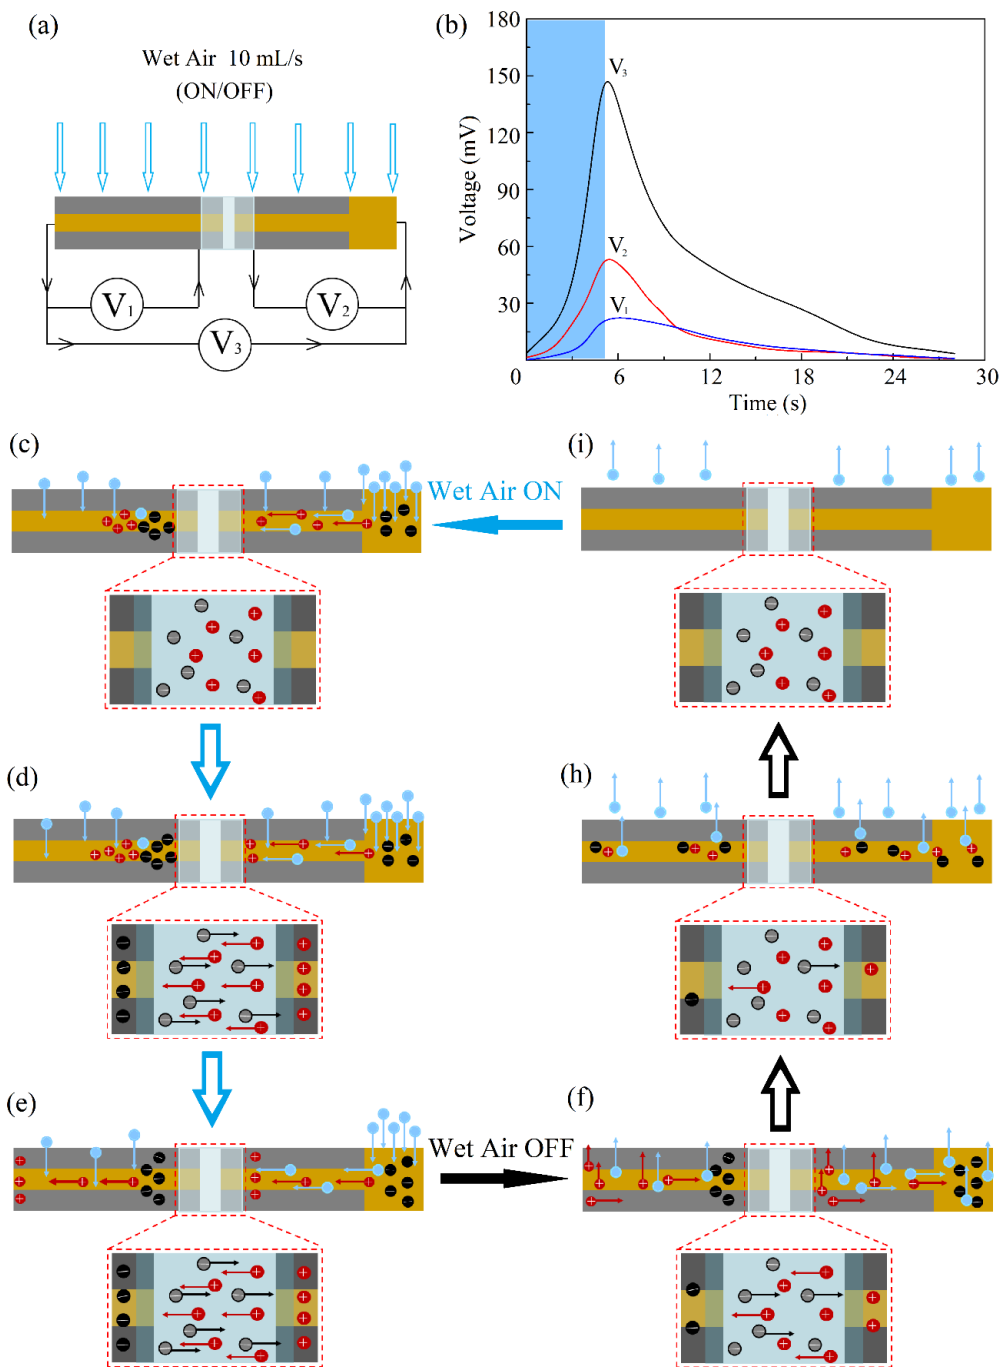 (a)
Wet Air 10 mL/s
(ON/OFF)
V1
V2
V3
(b)
180
150
120
90
60
30
Voltage (mV)
V3
V2
V1
0
6
12
18
24
30
Time (s)
(c)
Wet Air ON
(i)
(d)
(h)
(e)
Wet Air OFF
(f)